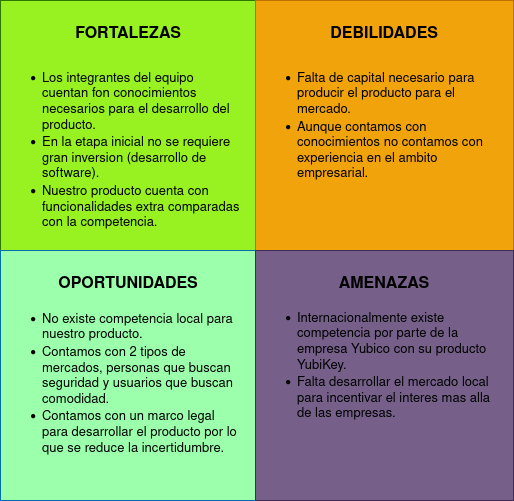 FORTALEZAS
• Los integrantes del equipo
cuentan fon conocimientos
necesarios para el desarrollo del
producto.
• En la etapa inicial no se requiere
gran inversion (desarrollo de
software).
• Nuestro producto cuenta con
funcionalidades extra comparadas
con la competencia.
DEBILIDADES
• Falta de capital necesario para
producir el producto para el
mercado.
• Aunque contamos con
conocimientos no contamos con
experiencia en el ambito
empresarial.
OPORTUNIDADES
• No existe competencia local para
nuestro producto.
• Contamos con 2 tipos de
mercados, personas que buscan
seguridad y usuarios que buscan
comodidad.
• Contamos con un marco legal
para desarrollar el producto por lo
que se reduce la incertidumbre.
AMENAZAS
• Internacionalmente existe
competencia por parte de la
empresa Yubico con su producto
YubiKey.
• Falta desarrollar el mercado local
para incentivar el interes mas alla
de las empresas.